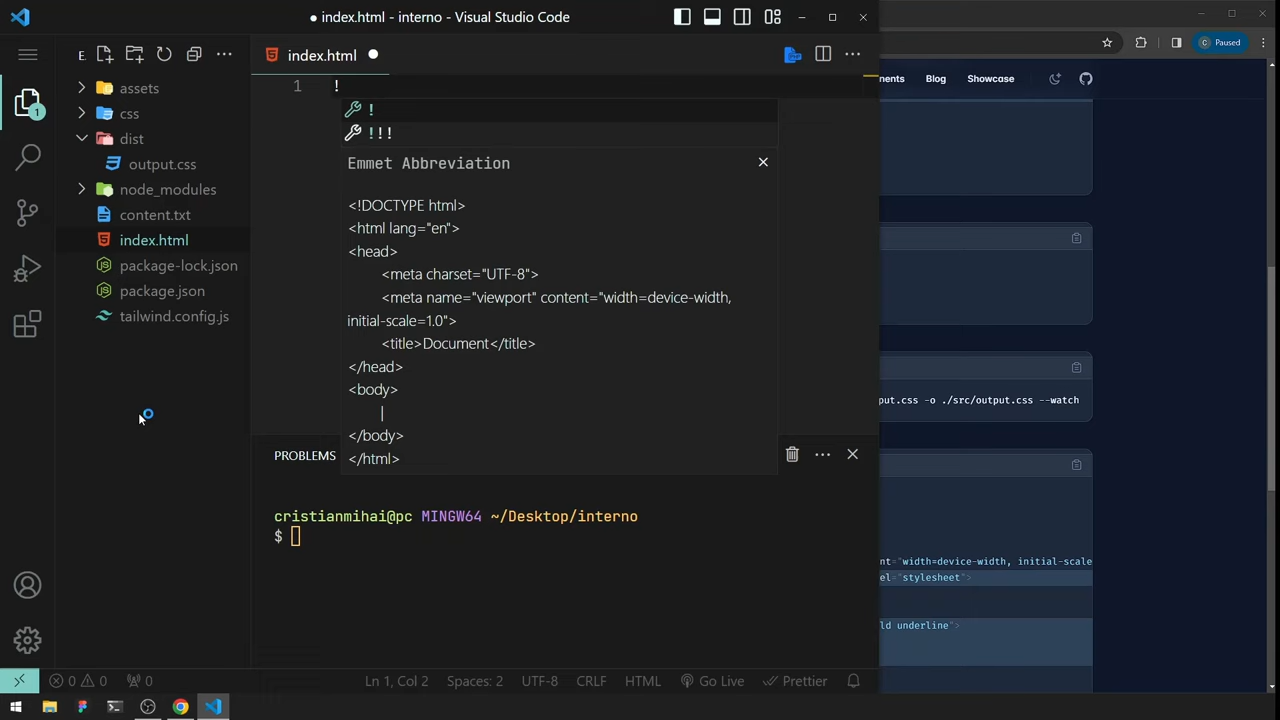 ● index.html - interno - Visual Studio Code
E
index.html
1
!
assets
css
dist
output.css
node_modules
content.txt
index.html
package-lock.json
package.json
tailwind.config.js
1
!
!!!
Emmet Abbreviation
<!DOCTYPE html>
<html lang="en">
<head>
<meta charset="UTF-8">
<meta name="viewport" content="width=device-width,
initial-scale=1.0">
<title>Document</title>
</head>
<body>
|
</body>
</html>
PROBLEMS
cristianmihai@pc MINGW64 ~/Desktop/interno
$
0 0 0 Ln 1, Col 2 Spaces: 2 UTF-8 CRLF HTML Go Live Prettier
C Paused
nents Blog Showcase
put.css -o ./src/output.css --watch
nt="width=device-width, initial-scale
el="stylesheet">
ld underline">